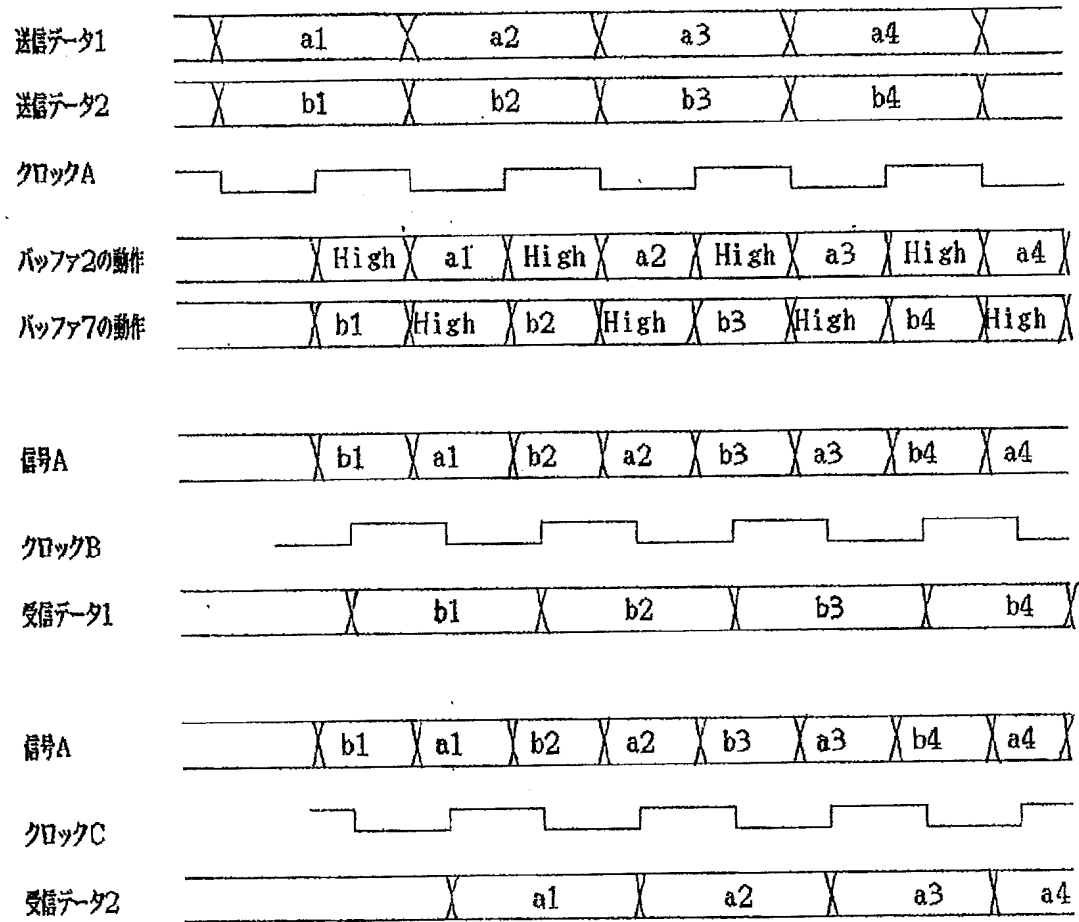 送信データ1 a1 a2 a3 a4
送信データ2 b1 b2 b3 b4
クロックA
バッファ2の動作 High a1 High a2 High a3 High a4
バッファ7の動作 b1 High b2 High b3 High b4 High
信号A b1 a1 b2 a2 b3 a3 b4 a4
クロックB
受信データ1 b1 b2 b3 b4
信号A b1 a1 b2 a2 b3 a3 b4 a4
クロックC
受信データ2 a1 a2 a3 a4